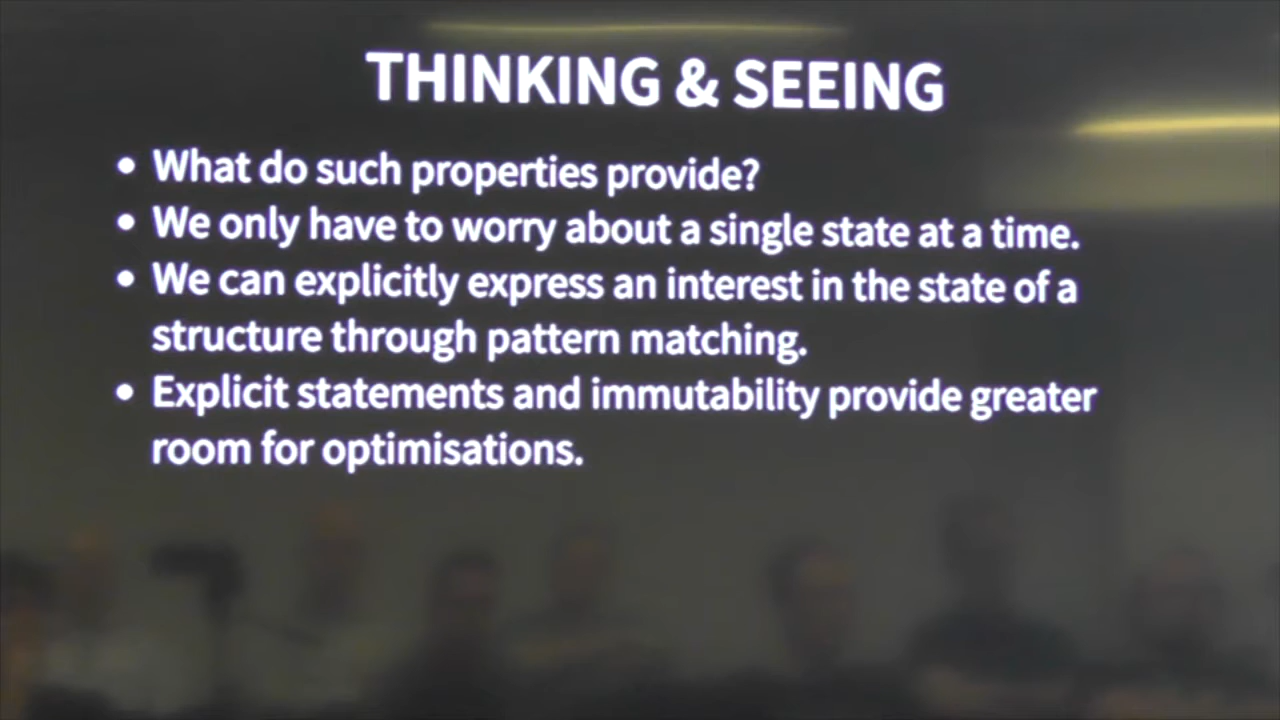 THINKING & SEEING
• What do such properties provide?
• We only have to worry about a single state at a time.
• We can explicitly express an interest in the state of a
structure through pattern matching.
• Explicit statements and immutability provide greater
room for optimisations.